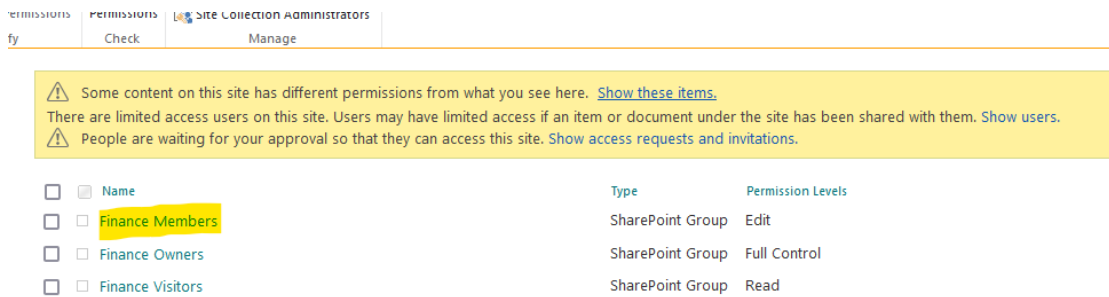 Permissions Permissions Site Collection Administrators
fy Check Manage
Some content on this site has different permissions from what you see here. Show these items.
There are limited access users on this site. Users may have limited access if an item or document under the site has been shared with them. Show users.
People are waiting for your approval so that they can access this site. Show access requests and invitations.
Name Type Permission Levels
Finance Members SharePoint Group Edit
Finance Owners SharePoint Group Full Control
Finance Visitors SharePoint Group Read